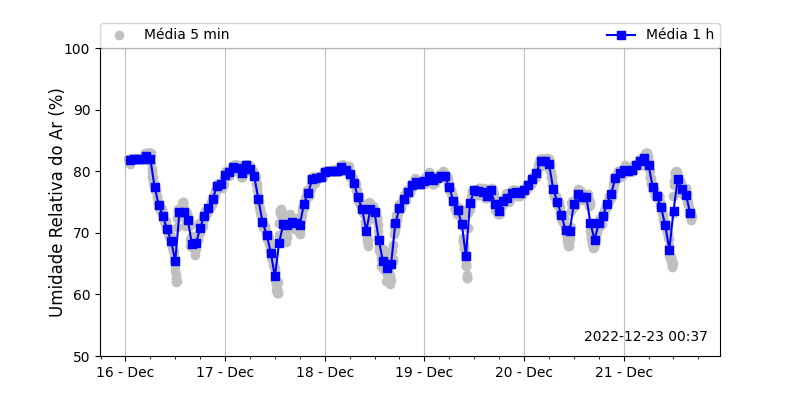 Média 5 min
Média 1 h
Umidade Relativa do Ar (%)
100
90
80
70
60
50
2022-12-23 00:37
16 - Dec
17 - Dec
18 - Dec
19 - Dec
20 - Dec
21 - Dec